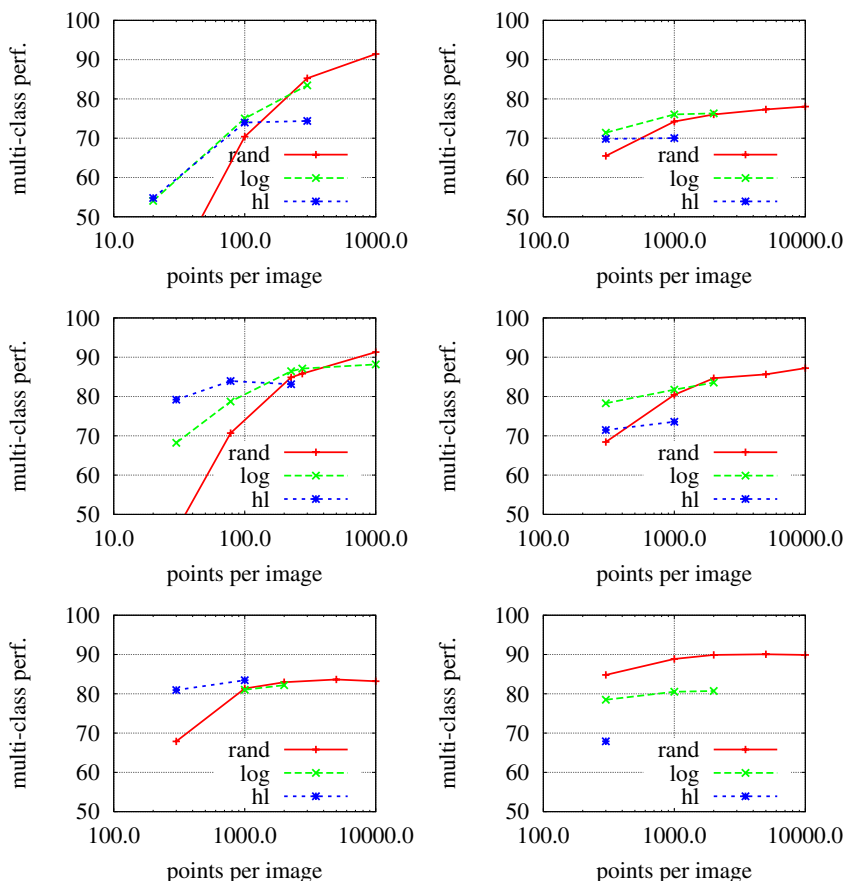 100
90
80
70
60
50
10.0 100.0 1000.0
multi-class perf.
points per image
rand
log
hl
100
90
80
70
60
50
100.0 1000.0 10000.0
multi-class perf.
points per image
rand
log
hl
100
90
80
70
60
50
10.0 100.0 1000.0
multi-class perf.
points per image
rand
log
hl
100
90
80
70
60
50
100.0 1000.0 10000.0
multi-class perf.
points per image
rand
log
hl
100
90
80
70
60
50
100.0 1000.0 10000.0
multi-class perf.
points per image
rand
log
hl
100
90
80
70
60
50
100.0 1000.0 10000.0
multi-class perf.
points per image
rand
log
hl